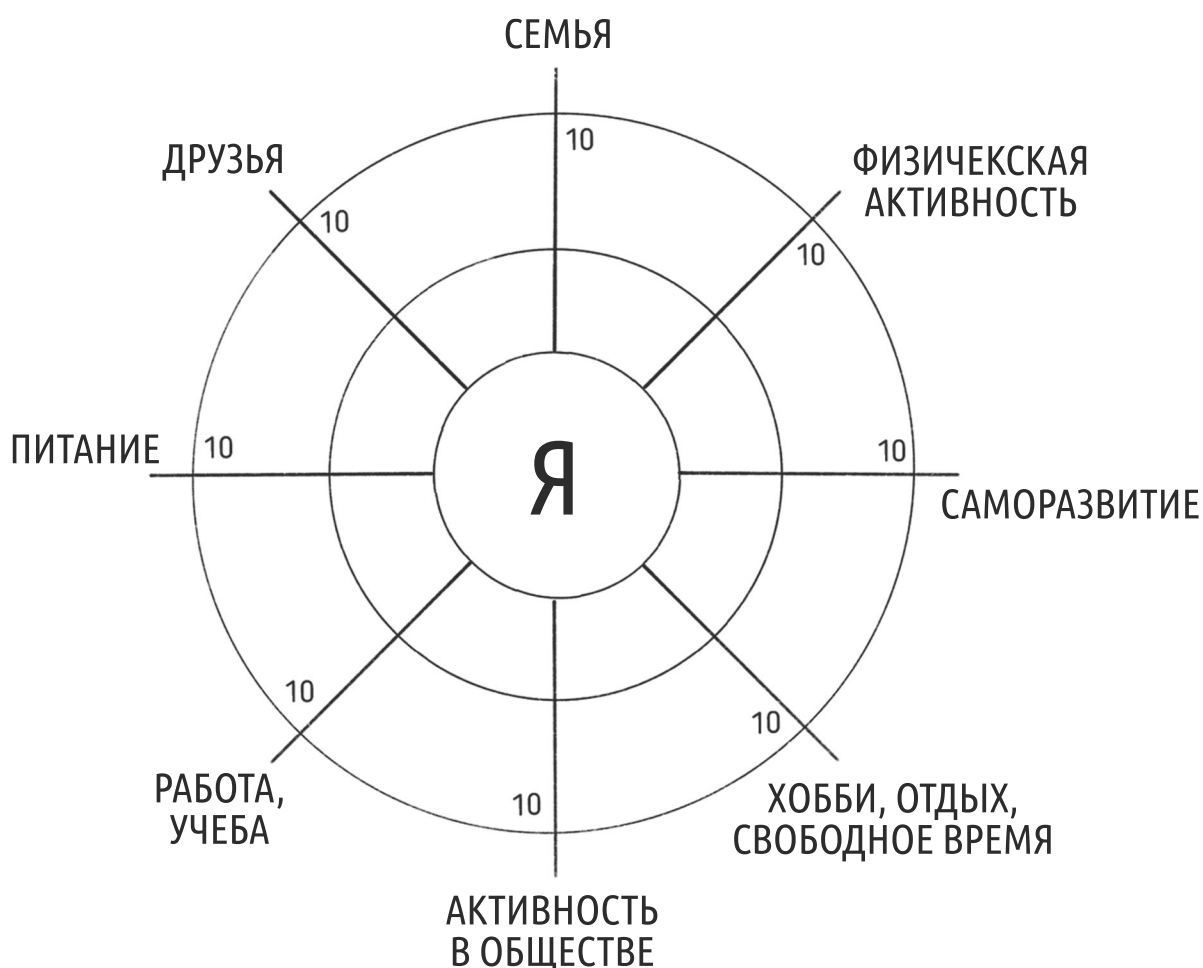 СЕМЬЯ
10
ДРУЗЬЯ
10
ФИЗИЧЕКСКАЯ
АКТИВНОСТЬ
10
ПИТАНИЕ
10
Я
10
САМОРАЗВИТИЕ
10
РАБОТА,
УЧЕБА
10
ХОББИ, ОТДЫХ,
СВОБОДНОЕ ВРЕМЯ
10
АКТИВНОСТЬ
В ОБЩЕСТВЕ